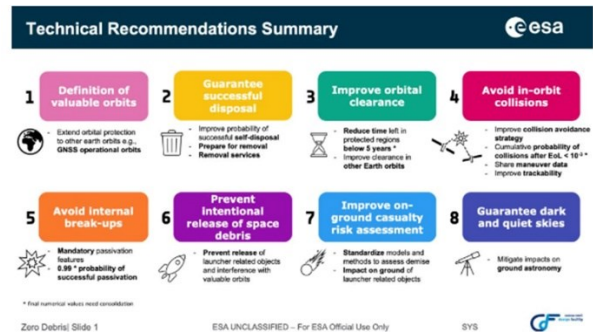 Technical Recommendations Summary
esa
1
Definition of
valuable orbits
- Extend orbital protection
to other earth orbits e.g.,
GNSS operational orbits
2
Guarantee
successful
disposal
- Improve probability of
successful self-disposal
- Prepare for removal
- Removal services
3
Improve orbital
clearance
- Reduce time left in
protected regions
below 5 years *
- Improve clearance in
other Earth orbits
4
Avoid in-orbit
collisions
- Improve collision avoidance
strategy
- Cumulative probability of
collisions after EoL <
- Share maneuver data
- Improve trackability
5
Avoid internal
break-ups
- Mandatory passivation
features
- 0.99 * probability of
successful passivation
6
Prevent
intentional
release of space
debris
- Prevent release of
launcher related objects
and interference with
valuable orbits
7
Improve on-
ground casualty
risk assessment
- Standardize models and
methods to assess demise
- Impact on ground of
launcher related objects
8
Guarantee dark
and quiet skies
- Mitigate impacts on
ground astronomy
* final numerical values need consolidation
Zero Debris| Slide 1
ESA UNCLASSIFIED – For ESA Official Use Only
SYS